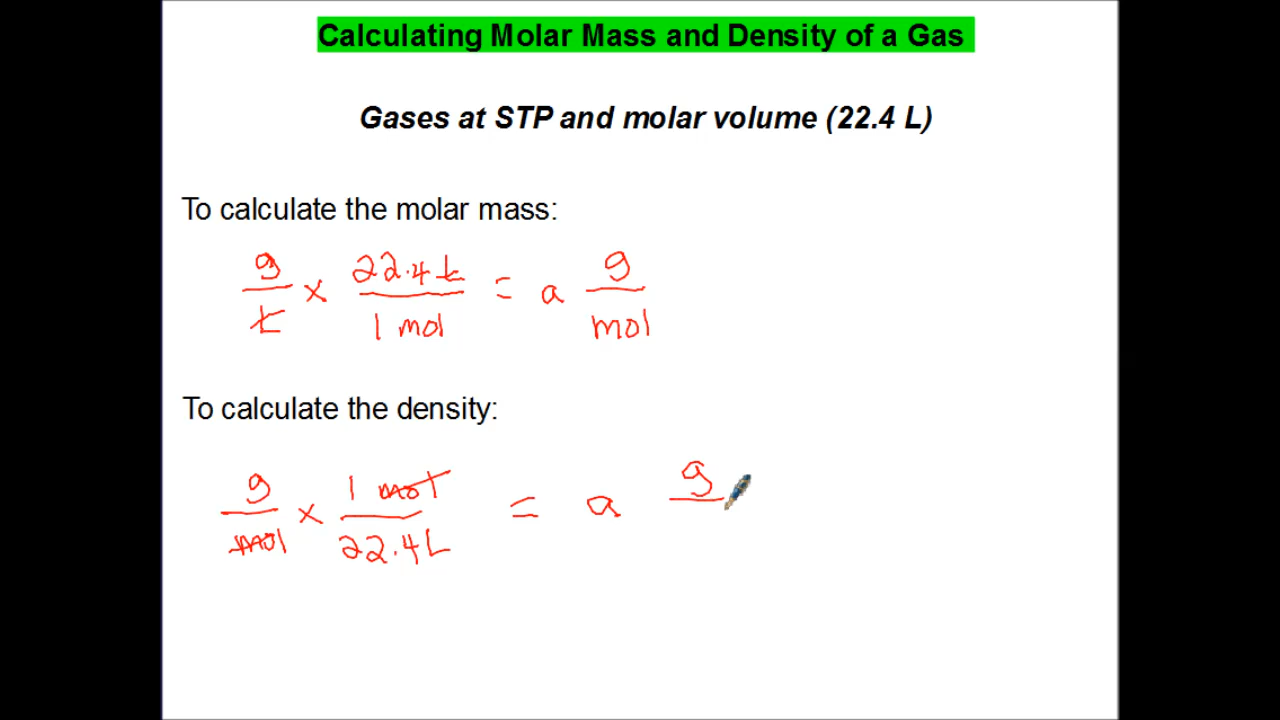 Calculating Molar Mass and Density of a Gas
Gases at STP and molar volume (22.4 L)
To calculate the molar mass:
g/L x 22.4 L/1 mol = a g/mol
To calculate the density:
g/mol x 1 mol/22.4 L = a g/